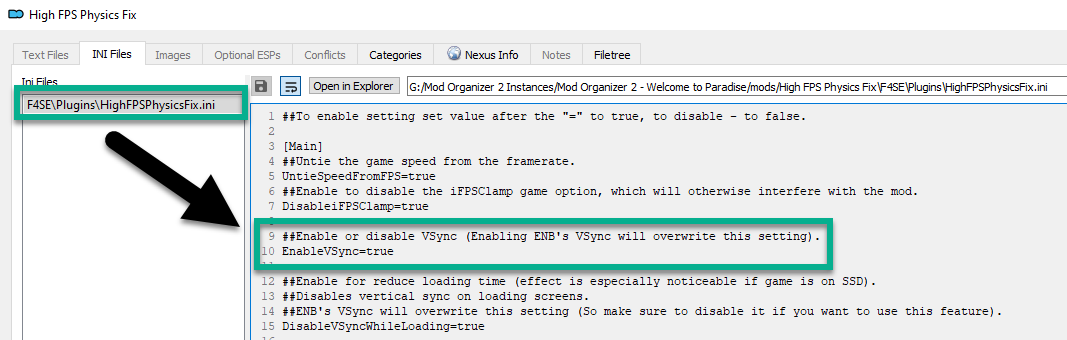 High FPS Physics Fix
Text Files INI Files Images Optional ESPs Conflicts Categories Nexus Info Notes Filetree
Ini Files
Open in Explorer G:/Mod Organizer 2 Instances/Mod Organizer 2 - Welcome to Paradise/mods/High FPS Physics Fix\F4SE\Plugins\HighFPSPhysicsFix.ini
F4SE\Plugins\HighFPSPhysicsFix.ini
1 ##To enable setting set value after the "=" to true, to disable - to false.
2
3 [Main]
4 ##Untie the game speed from the framerate.
5 UntieSpeedFromFPS=true
6 ##Enable to disable the iFPSClamp game option, which will otherwise interfere with the mod.
7 DisableiFPSClamp=true
9 ##Enable or disable VSync (Enabling ENB's VSync will overwrite this setting).
10 EnableVSync=true
12 ##Enable for reduce loading time (effect is especially noticeable if game is on SSD).
13 ##Disables vertical sync on loading screens.
14 ##ENB's VSync will overwrite this setting (So make sure to disable it if you want to use this feature).
15 DisableVSyncWhileLoading=true